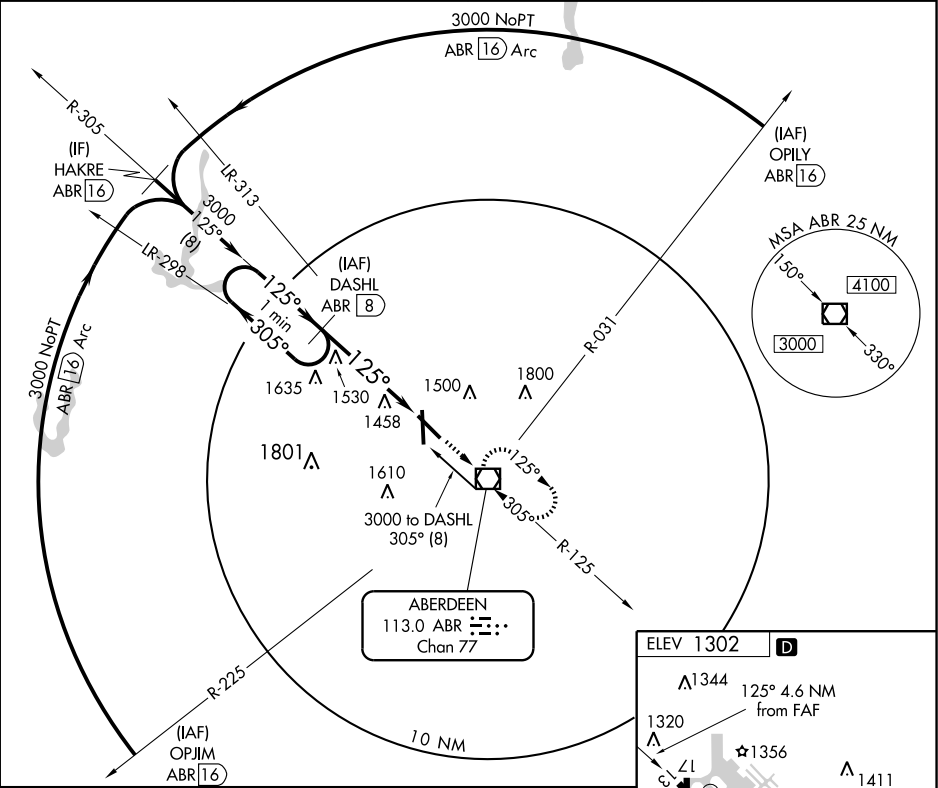 3000 NoPT
ABR 16 Arc
R-305
(IF)
HAKRE
ABR 16
LR-313
(IAF)
OPILY
ABR 16
3000
125°
(8)
LR-298
MSA ABR 25 NM
150°
4100
3000
330°
(IAF)
DASHL
ABR 8
125°
1 min
305°
R-031
3000 NoPT
ABR 16 Arc
125°
1635
1530
1458
1500
1800
1801
1610
125°
305°
3000 to DASHL
305° (8)
R-125
ABERDEEN
113.0 ABR
Chan 77
R-225
(IAF)
OPJIM
ABR 16
10 NM
ELEV 1302 D
1344
125° 4.6 NM
from FAF
1320
1356
17
13
1411